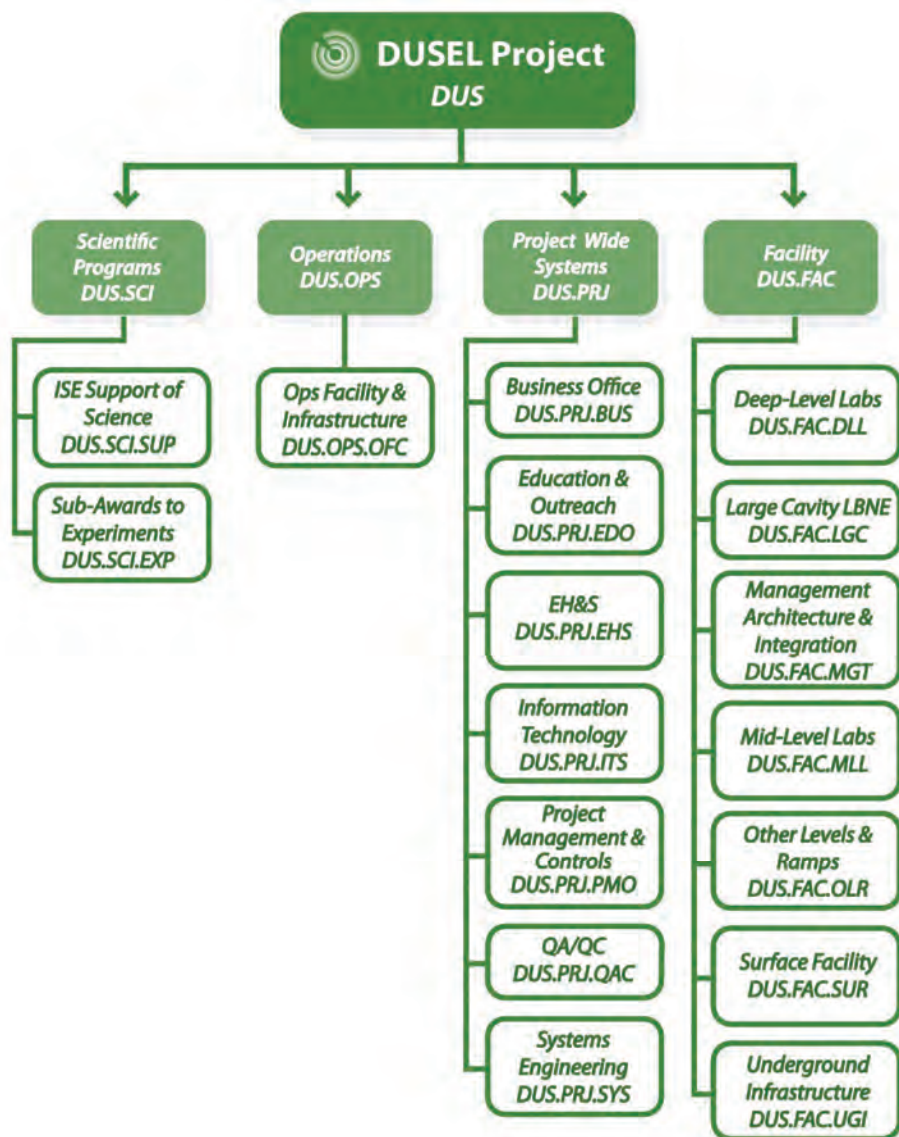 DUSEL Project
DUS
Scientific
Programs
DUS.SCI
Operations
DUS.OPS
Project Wide
Systems
DUS.PRJ
Facility
DUS.FAC
ISE Support of
Science
DUS.SCI.SUP
Sub-Awards to
Experiments
DUS.SCI.EXP
Ops Facility &
Infrastructure
DUS.OPS.OFC
Business Office
DUS.PRJ.BUS
Education &
Outreach
DUS.PRJ.EDO
EH&S
DUS.PRJ.EHS
Information
Technology
DUS.PRJ.ITS
Project
Management &
Controls
DUS.PRJ.PMO
QA/QC
DUS.PRJ.QAC
Systems
Engineering
DUS.PRJ.SYS
Deep-Level Labs
DUS.FAC.DLL
Large Cavity LBNE
DUS.FAC.LGC
Management
Architecture &
Integration
DUS.FAC.MGT
Mid-Level Labs
DUS.FAC.MLL
Other Levels &
Ramps
DUS.FAC.OLR
Surface Facility
DUS.FAC.SUR
Underground
Infrastructure
DUS.FAC.UGI